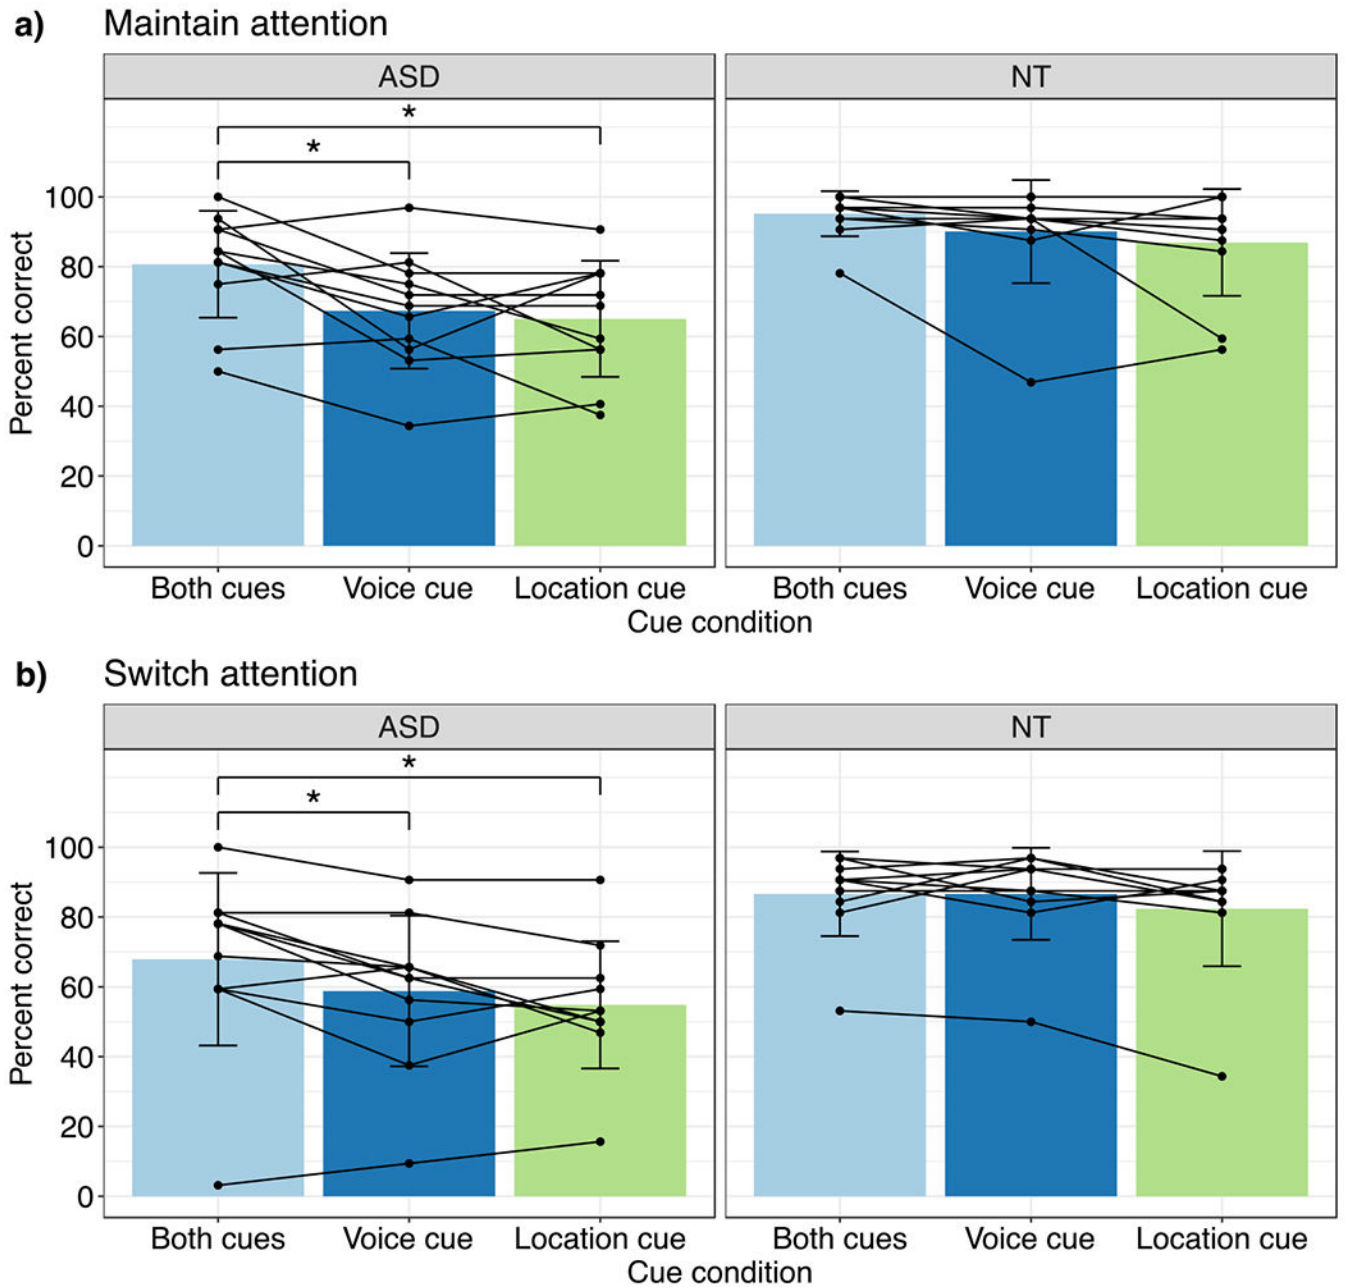 a) Maintain attention
ASD NT
*
*
100
80
60
40
20
0
Percent correct
Both cues Voice cue Location cue Both cues Voice cue Location cue
Cue condition
b) Switch attention
ASD NT
*
*
100
80
60
40
20
0
Percent correct
Both cues Voice cue Location cue Both cues Voice cue Location cue
Cue condition